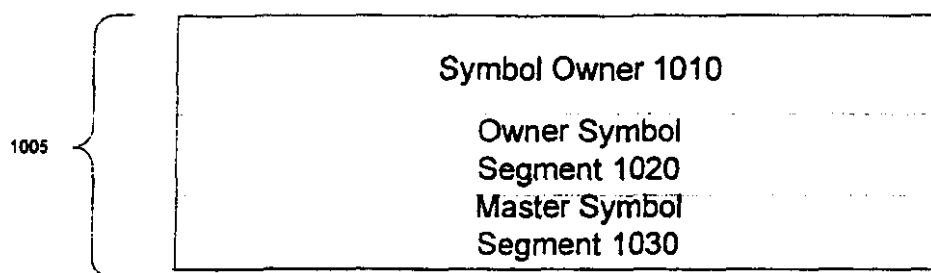 Symbol Owner 1010
1005
Owner Symbol
Segment 1020
Master Symbol
Segment 1030